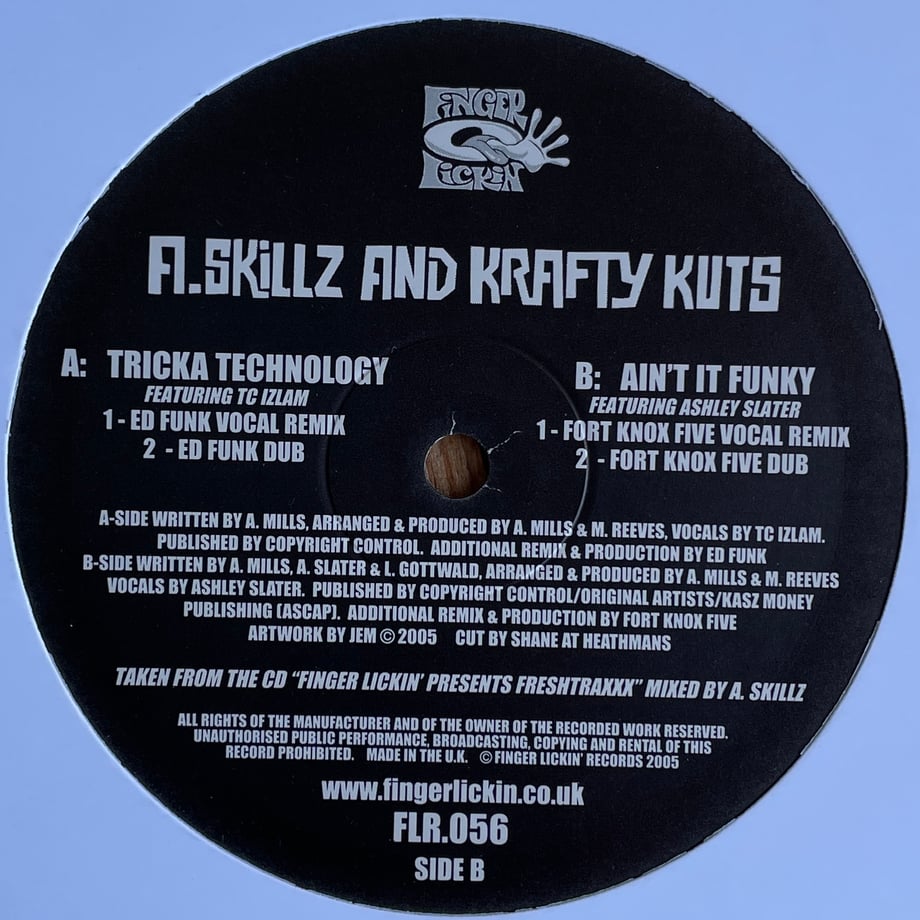 FINGER
LICKIN
A.SKILLZ AND KRAFTY KUTS
A: TRICKA TECHNOLOGY
FEATURING TC IZLAM
1 - ED FUNK VOCAL REMIX
2 - ED FUNK DUB
B: AIN'T IT FUNKY
FEATURING ASHLEY SLATER
1 - FORT KNOX FIVE VOCAL REMIX
2 - FORT KNOX FIVE DUB
A-SIDE WRITTEN BY A. MILLS, ARRANGED & PRODUCED BY A. MILLS & M. REEVES, VOCALS BY TC IZLAM.
PUBLISHED BY COPYRIGHT CONTROL. ADDITIONAL REMIX & PRODUCTION BY ED FUNK
B-SIDE WRITTEN BY A. MILLS, A. SLATER & L. GOTTWALD, ARRANGED & PRODUCED BY A. MILLS & M. REEVES
VOCALS BY ASHLEY SLATER. PUBLISHED BY COPYRIGHT CONTROL/ORIGINAL ARTISTS/KASZ MONEY
PUBLISHING (ASCAP). ADDITIONAL REMIX & PRODUCTION BY FORT KNOX FIVE
ARTWORK BY JEM © 2005 CUT BY SHANE AT HEATHMANS
TAKEN FROM THE CD "FINGER LICKIN' PRESENTS FRESHTRAXXX" MIXED BY A. SKILLZ
ALL RIGHTS OF THE MANUFACTURER AND OF THE OWNER OF THE RECORDED WORK RESERVED.
UNAUTHORISED PUBLIC PERFORMANCE, BROADCASTING, COPYING AND RENTAL OF THIS
RECORD PROHIBITED. MADE IN THE U.K. © FINGER LICKIN' RECORDS 2005
www.fingerlickin.co.uk
FLR.056
SIDE B